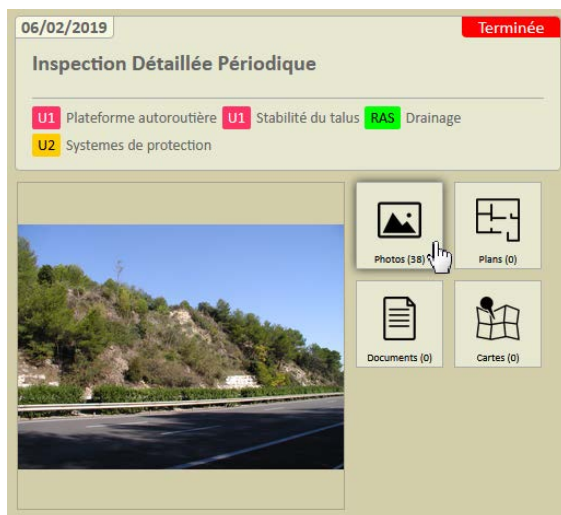 06/02/2019 Terminée
Inspection Détaillée Périodique
U1 Plateforme autoroutière U1 Stabilité du talus RAS Drainage
U2 Systemes de protection
Photos (38) Plans (0)
Documents (0) Cartes (0)